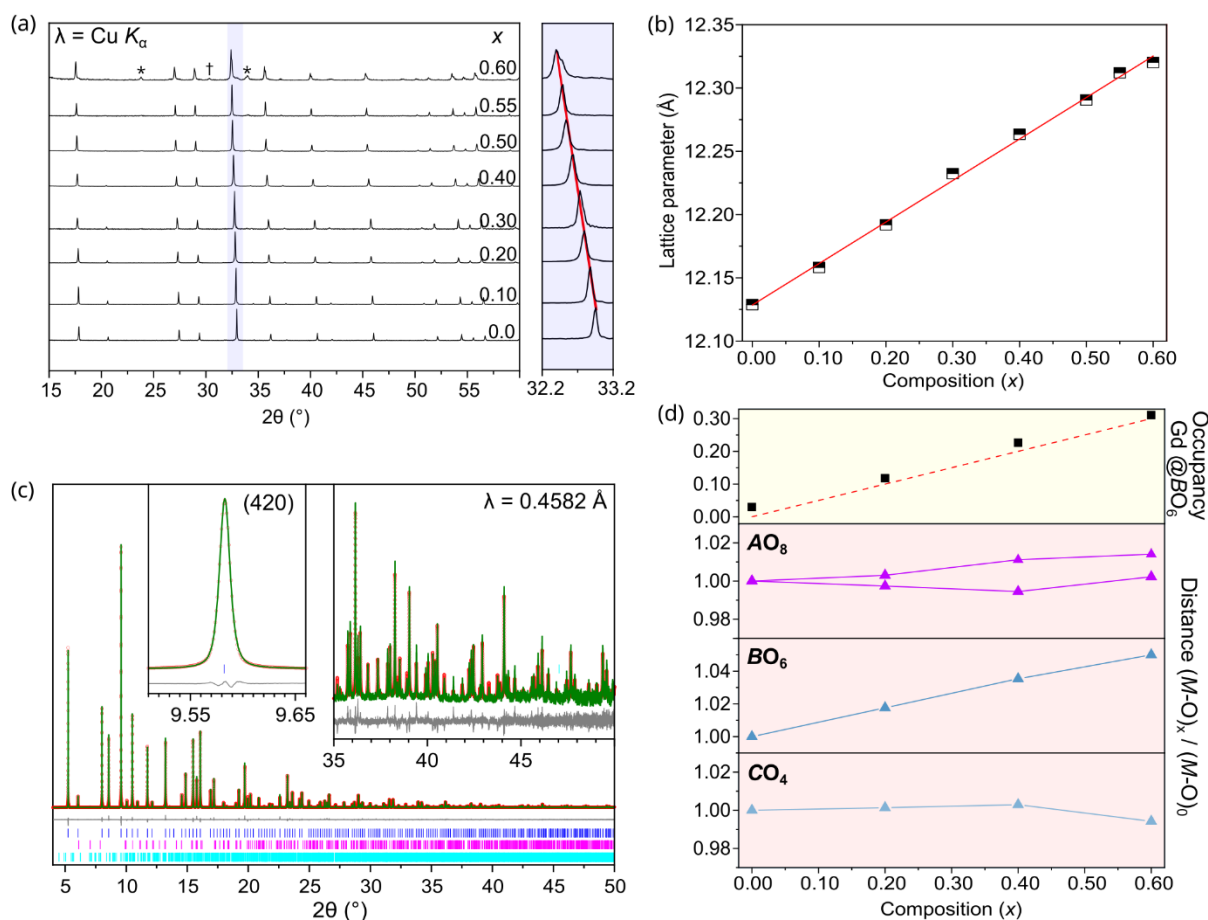 (a)
λ = Cu Kα
x
0.60
* † *
0.55
0.50
0.40
0.30
0.20
0.10
0.0
15 20 25 30 35 40 45 50 55 60
2θ (°)
32.2 33.2
(b)
Lattice parameter (Å)
12.35
12.30
12.25
12.20
12.15
12.10
0.00 0.10 0.20 0.30 0.40 0.50 0.60
Composition (x)
(c)
(420)
9.55 9.65
λ = 0.4582 Å
35 40 45
5 10 15 20 25 30 35 40 45 50
2θ (°)
(d)
0.30
0.20
0.10
0.00
Occupancy
Gd @BO6
AO8
1.02
1.00
0.98
BO6
1.04
1.02
1.00
CO4
1.02
1.00
0.98
Distance (M-O)x / (M-O)0
0.00 0.10 0.20 0.30 0.40 0.50 0.60
Composition (x)